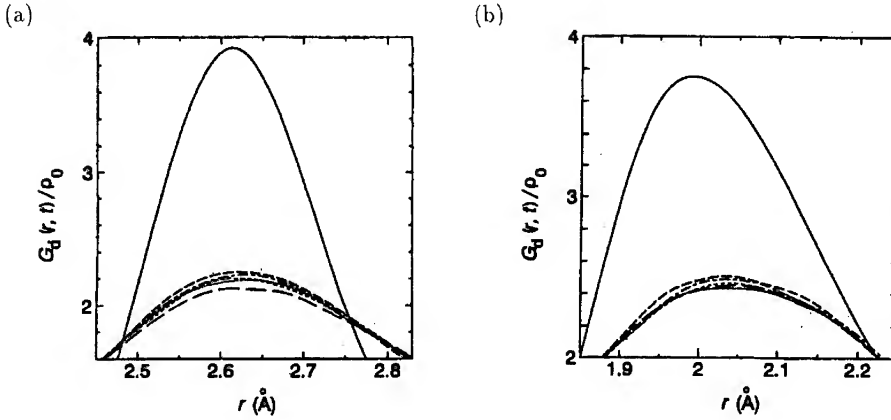 (a)
(b)
4
3
2
G_d (r, t) / ρ_0
2.5
2.6
2.7
2.8
r (Å)
4
3
2
G_d (r, t) / ρ_0
1.9
2
2.1
2.2
r (Å)